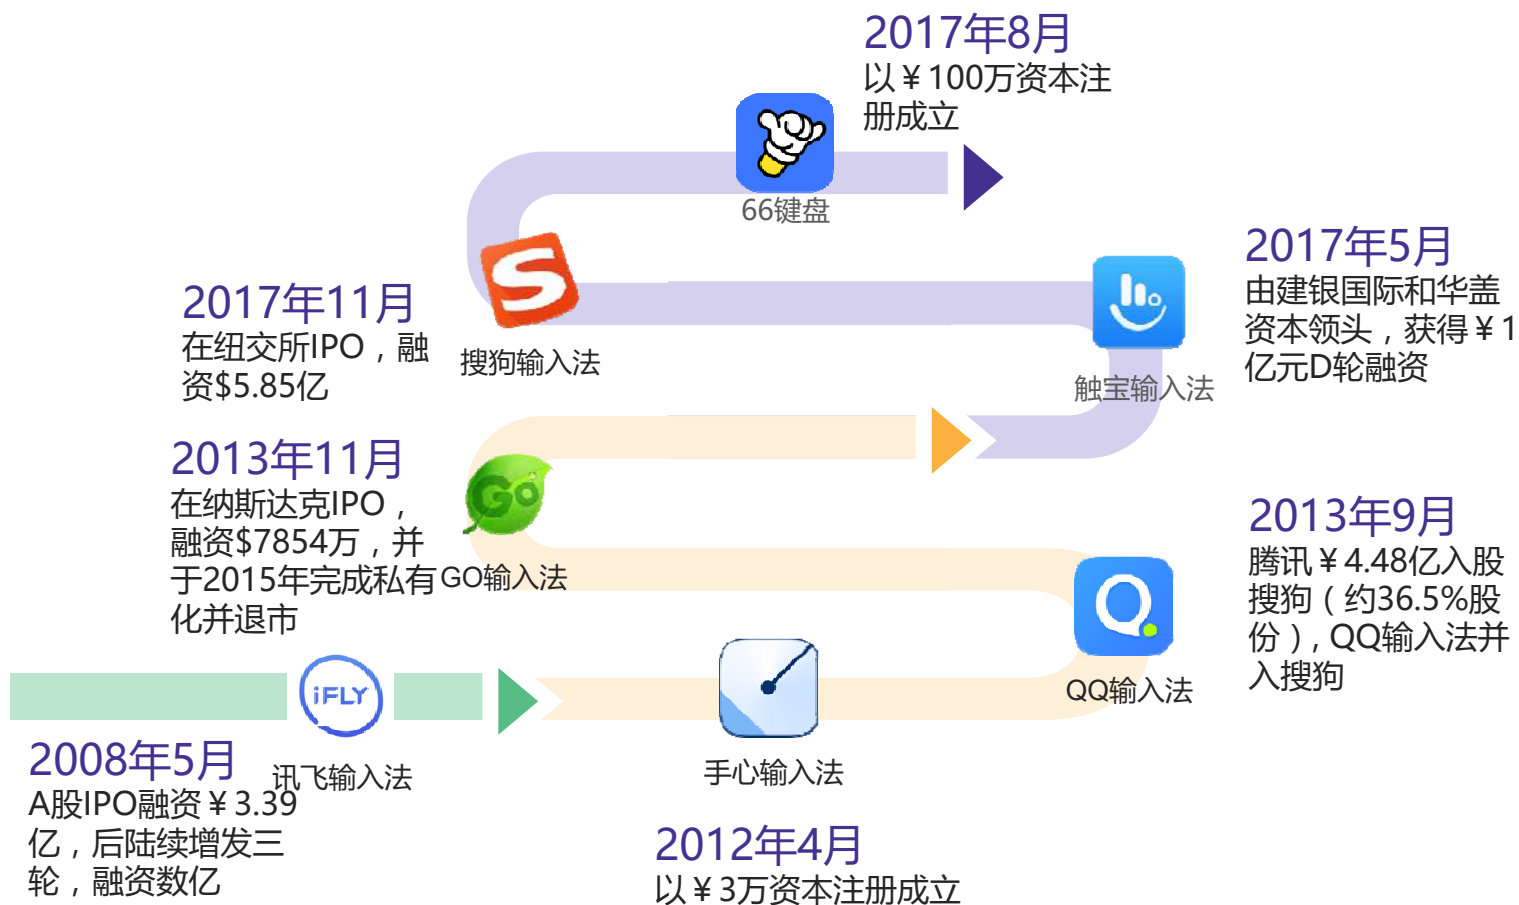 2017年8月
以￥100万资本注
册成立
66键盘
2017年5月
由建银国际和华盖
资本领头，获得￥1
亿元D轮融资
触宝输入法
2017年11月
在纽交所IPO，融
资$5.85亿
搜狗输入法
2013年11月
在纳斯达克IPO，
融资$7854万，并
于2015年完成私有
化并退市
Go
GO输入法
2013年9月
腾讯￥4.48亿入股
搜狗（约36.5%股
份），QQ输入法并
入搜狗
QQ输入法
iFLY
讯飞输入法
2008年5月
A股IPO融资￥3.39
亿，后陆续增发三
轮，融资数亿
手心输入法
2012年4月
以￥3万资本注册成立